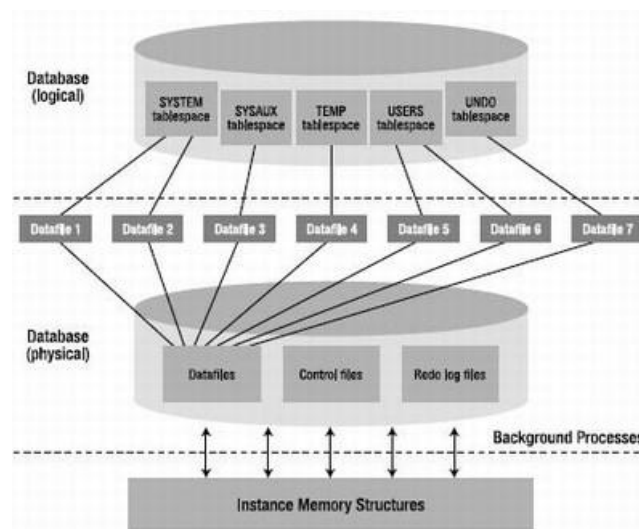 Database
(logical)
SYSTEM
tablespace
SYSAUX
tablespace
TEMP
tablespace
USERS
tablespace
UNDO
tablespace
Datafile 1
Datafile 2
Datafile 3
Datafile 4
Datafile 5
Datafile 6
Datafile 7
Database
(physical)
Datafiles
Control files
Redo log files
Background Processes
Instance Memory Structures